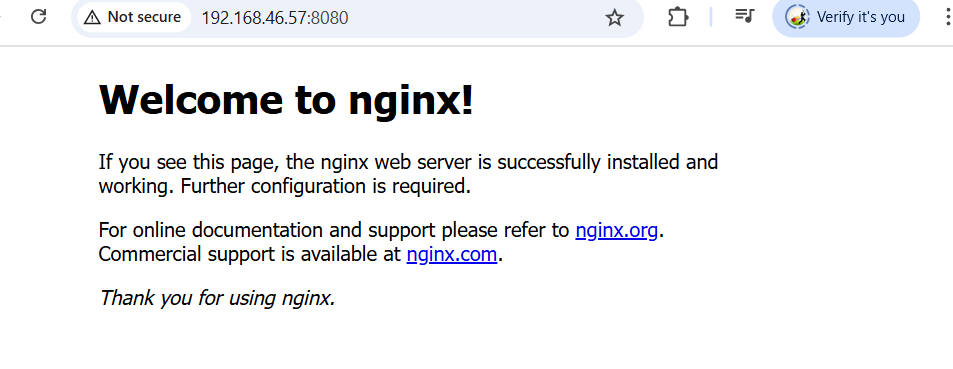 Not secure 192.168.46.57:8080 Verify it's you
Welcome to nginx!
If you see this page, the nginx web server is successfully installed and
working. Further configuration is required.
For online documentation and support please refer to nginx.org.
Commercial support is available at nginx.com.
Thank you for using nginx.